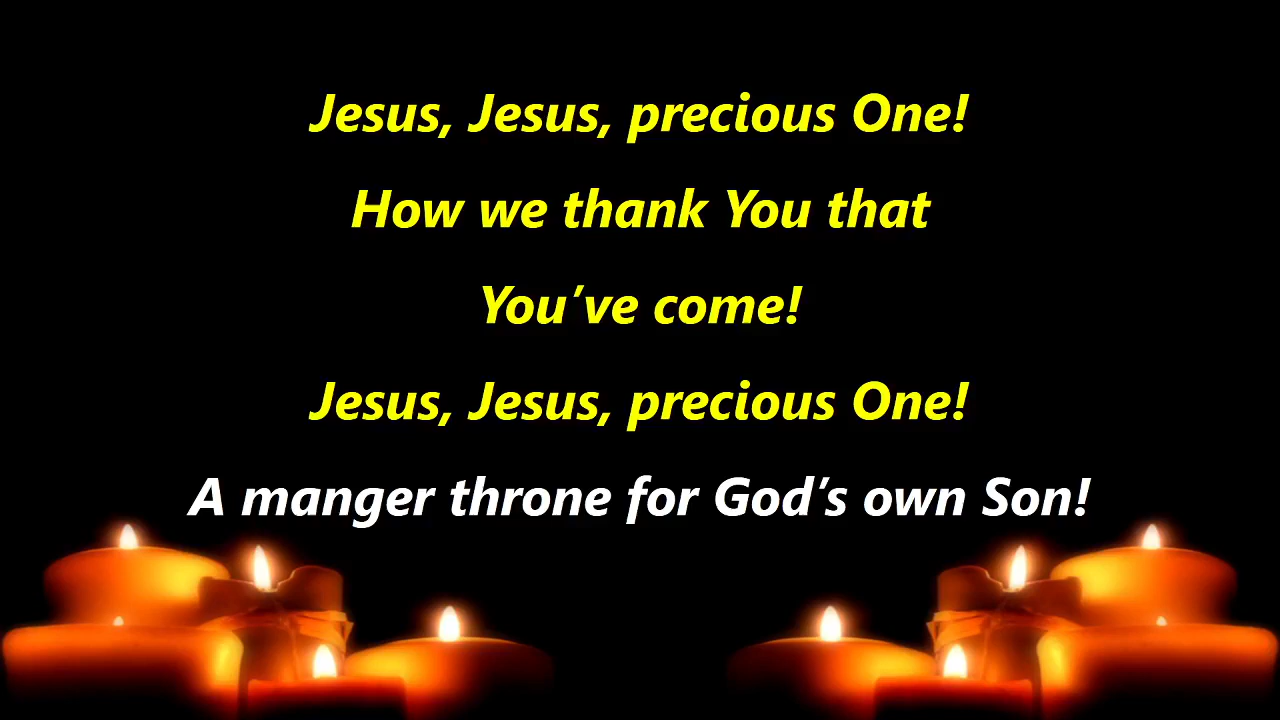 Jesus, Jesus, precious One!
How we thank You that
You’ve come!
Jesus, Jesus, precious One!
A manger throne for God’s own Son!